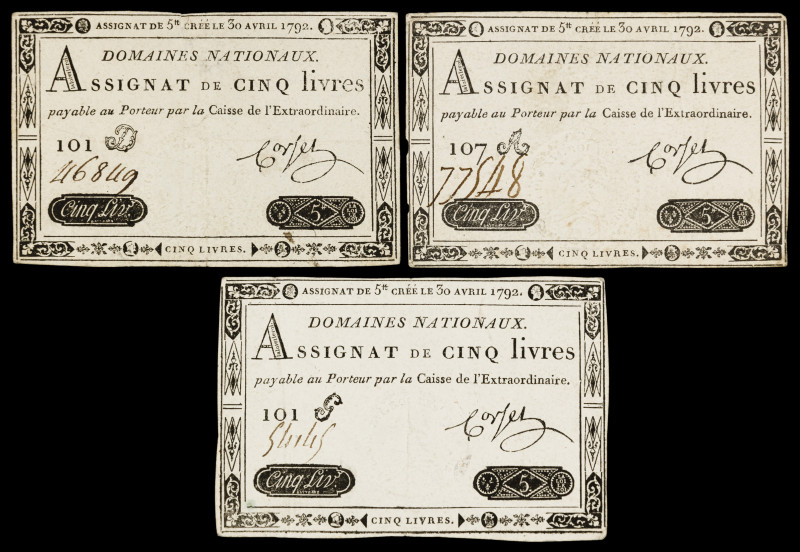 ASSIGNAT DE 5tt CRÉÉ LE 30 AVRIL 1792.
DOMAINES NATIONAUX.
ASSIGNAT DE CINQ livres
payable au Porteur par la Caisse de l'Extraordinaire.
101 D
46849
Corsel
Cinq Liv.
5
CINQ LIVRES.
ASSIGNAT DE 5tt CRÉÉ LE 30 AVRIL 1792.
DOMAINES NATIONAUX.
ASSIGNAT DE CINQ livres
payable au Porteur par la Caisse de l'Extraordinaire.
107 A
77548
Corsel
Cinq Liv.
5
CINQ LIVRES.
ASSIGNAT DE 5tt CRÉÉ LE 30 AVRIL 1792.
DOMAINES NATIONAUX.
ASSIGNAT DE CINQ livres
payable au Porteur par la Caisse de l'Extraordinaire.
101
Corsel
Cinq Liv.
5
CINQ LIVRES.